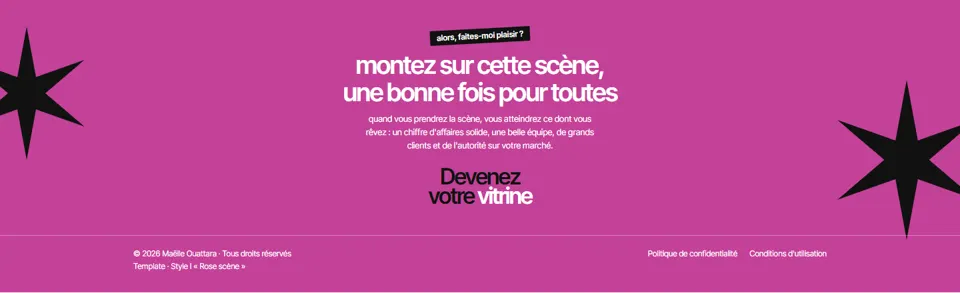 alors, faites-moi plaisir ?
montez sur cette scène,
une bonne fois pour toutes
quand vous prendrez la scène, vous atteindrez ce dont vous
rêvez : un chiffre d'affaires solide, une belle équipe, de grands
clients et de l'autorité sur votre marché.
Devenez
votre vitrine
© 2026 Maëlle Ouattara · Tous droits réservés
Template · Style I « Rose scène »
Politique de confidentialité
Conditions d'utilisation